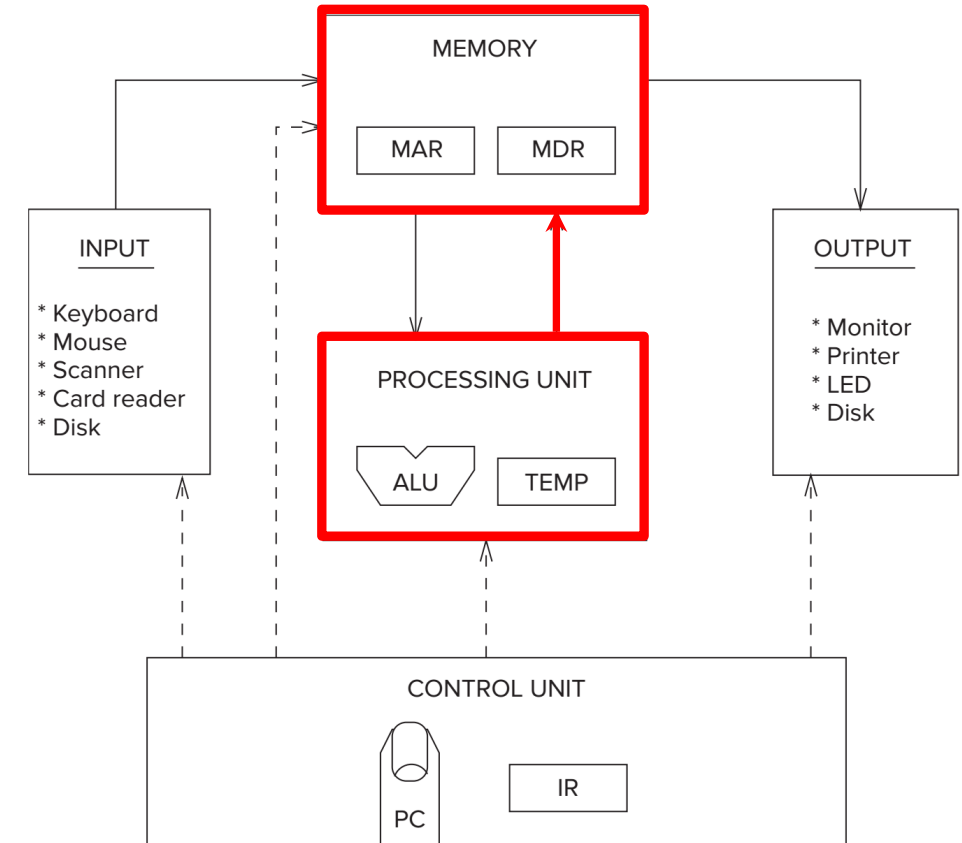 MEMORY
MAR
MDR
INPUT
* Keyboard
* Mouse
* Scanner
* Card reader
* Disk
OUTPUT
* Monitor
* Printer
* LED
* Disk
PROCESSING UNIT
ALU
TEMP
CONTROL UNIT
IR
PC